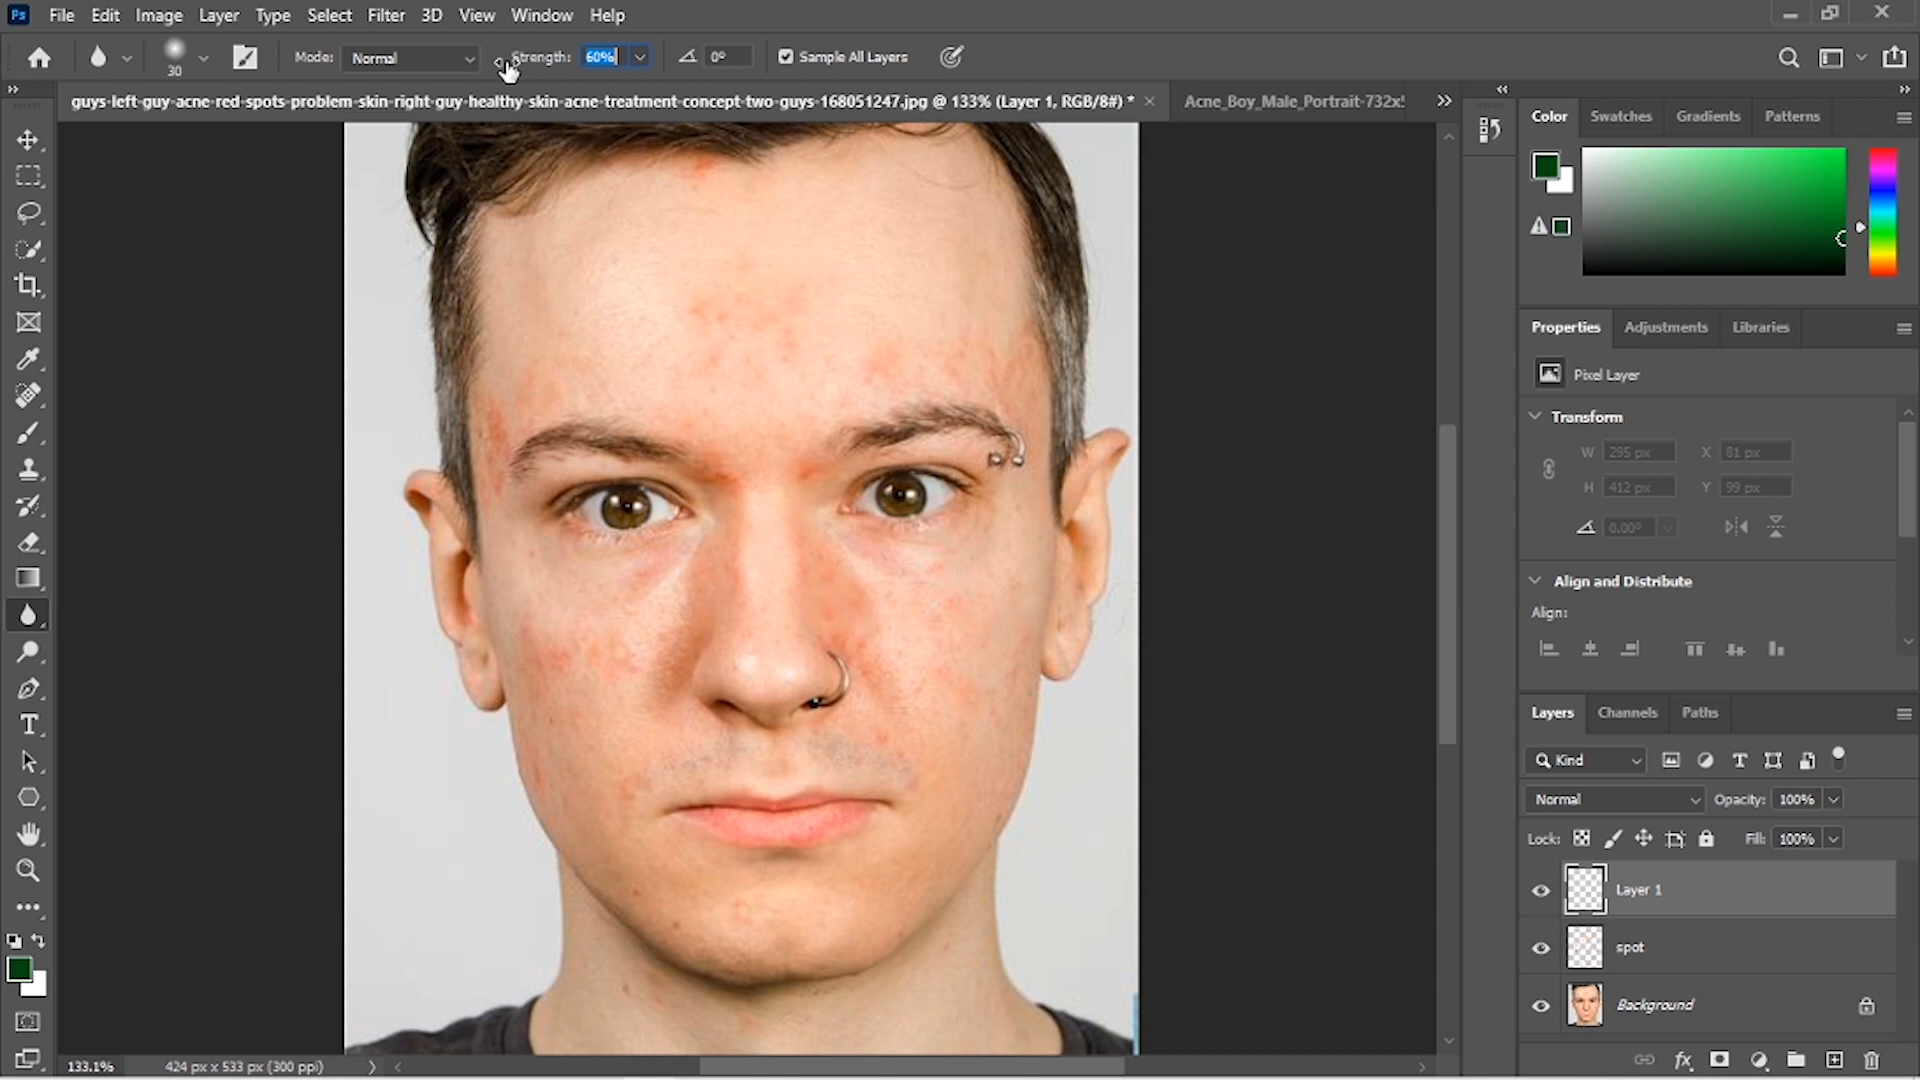 Ps File Edit Image Layer Type Select Filter 3D View Window Help
30 Mode: Normal Strength: 60% 0° Sample All Layers
guys-left-guy-acne-red-spots-problem-skin-right-guy-healthy-skin-acne-treatment-concept-two-guys-168051247.jpg @ 133% (Layer 1, RGB/8#) * Acne_Boy_Male_Portrait-732x5
Color Swatches Gradients Patterns
Properties Adjustments Libraries
Pixel Layer
Transform
W 295 px X 81 px
H 412 px Y 99 px
0.00°
Align and Distribute
Align:
Layers Channels Paths
Kind
Normal Opacity: 100%
Lock: Fill: 100%
Layer 1
spot
Background
133.1% 424 px x 533 px (300 ppi)